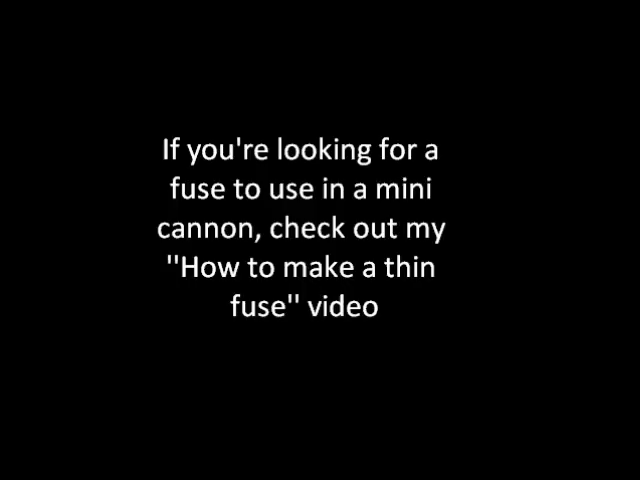 If you're looking for a
fuse to use in a mini
cannon, check out my
"How to make a thin
fuse" video